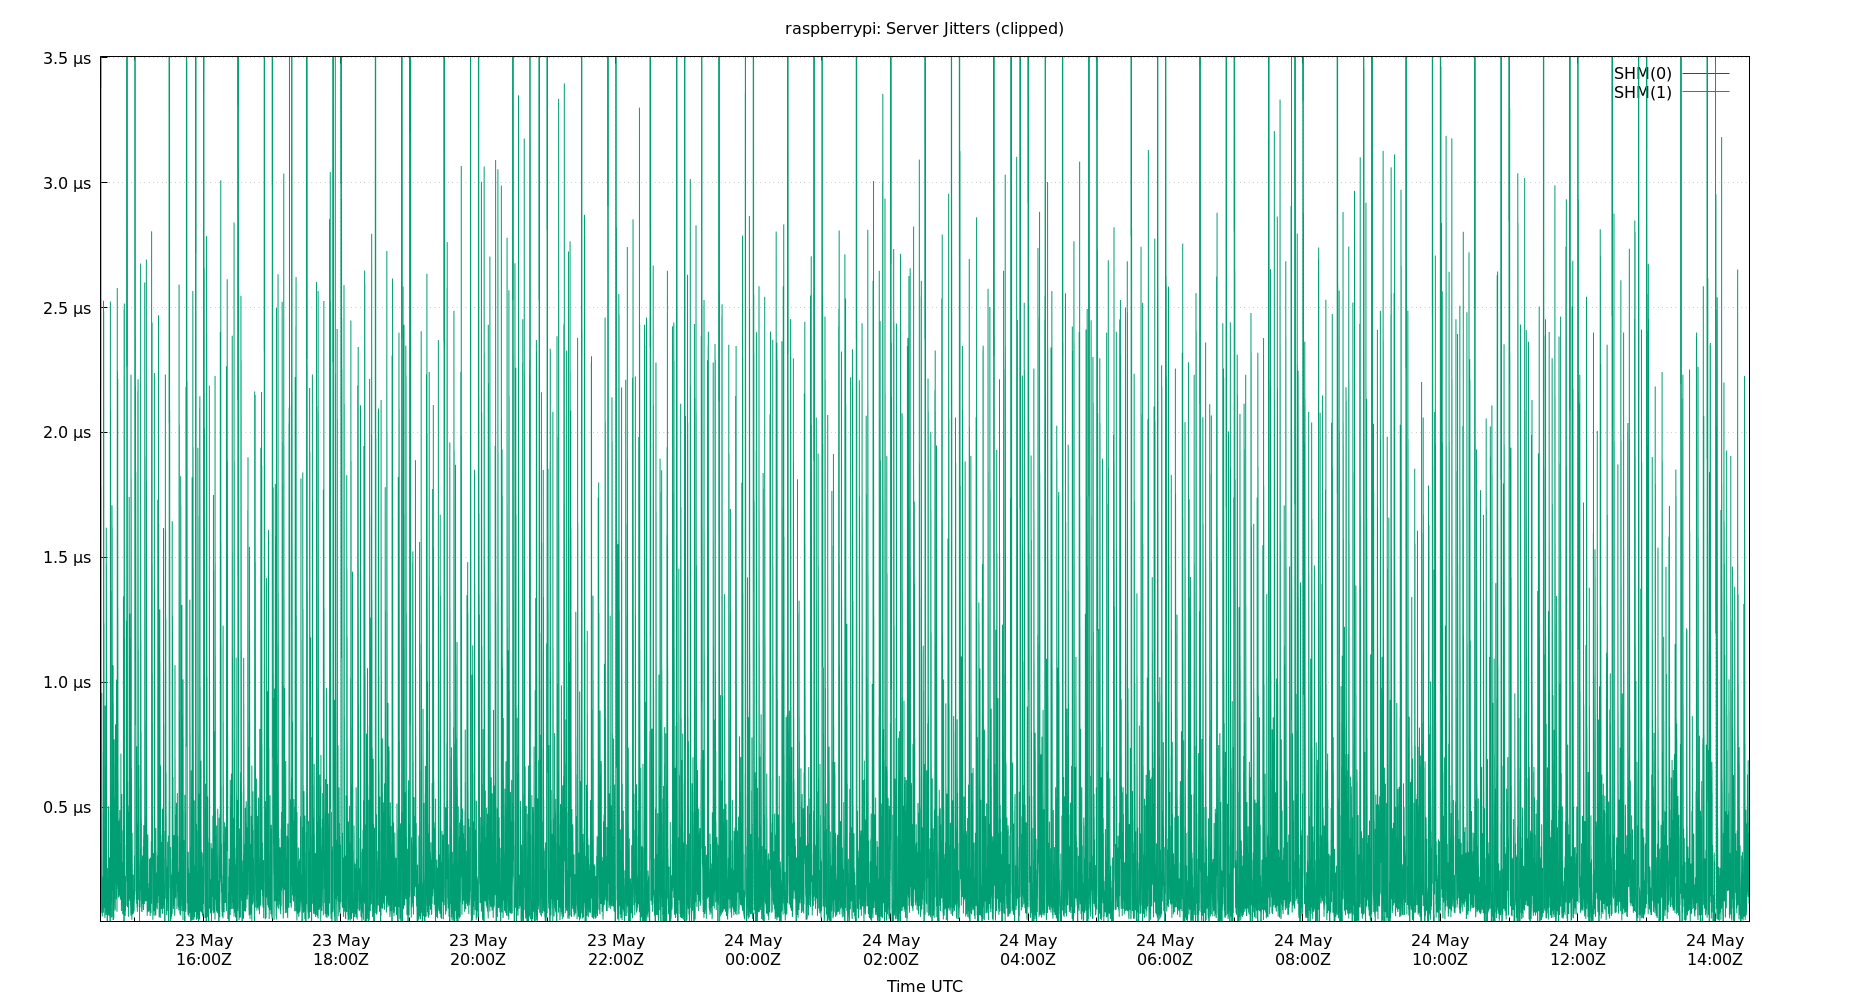 raspberrypi: Server Jitters (clipped)
3.5 µs
SHM(0)
SHM(1)
3.0 µs
2.5 µs
2.0 µs
1.5 µs
1.0 µs
0.5 µs
23 May 23 May 23 May 23 May 24 May 24 May 24 May 24 May 24 May 24 May 24 May 24 May
16:00Z 18:00Z 20:00Z 22:00Z 00:00Z 02:00Z 04:00Z 06:00Z 08:00Z 10:00Z 12:00Z 14:00Z
Time UTC